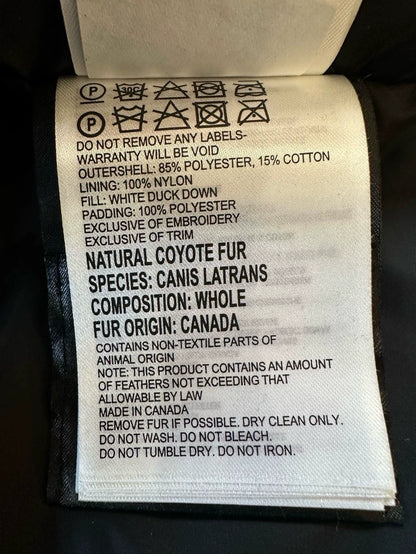 P 30C
P
DO NOT REMOVE ANY LABELS-
WARRANTY WILL BE VOID
OUTERSHELL: 85% POLYESTER, 15% COTTON
LINING: 100% NYLON
FILL: WHITE DUCK DOWN
PADDING: 100% POLYESTER
EXCLUSIVE OF EMBROIDERY
EXCLUSIVE OF TRIM
NATURAL COYOTE FUR
SPECIES: CANIS LATRANS
COMPOSITION: WHOLE
FUR ORIGIN: CANADA
CONTAINS NON-TEXTILE PARTS OF
ANIMAL ORIGIN
NOTE: THIS PRODUCT CONTAINS AN AMOUNT
OF FEATHERS NOT EXCEEDING THAT
ALLOWABLE BY LAW
MADE IN CANADA
REMOVE FUR IF POSSIBLE. DRY CLEAN ONLY.
DO NOT WASH. DO NOT BLEACH.
DO NOT TUMBLE DRY. DO NOT IRON.